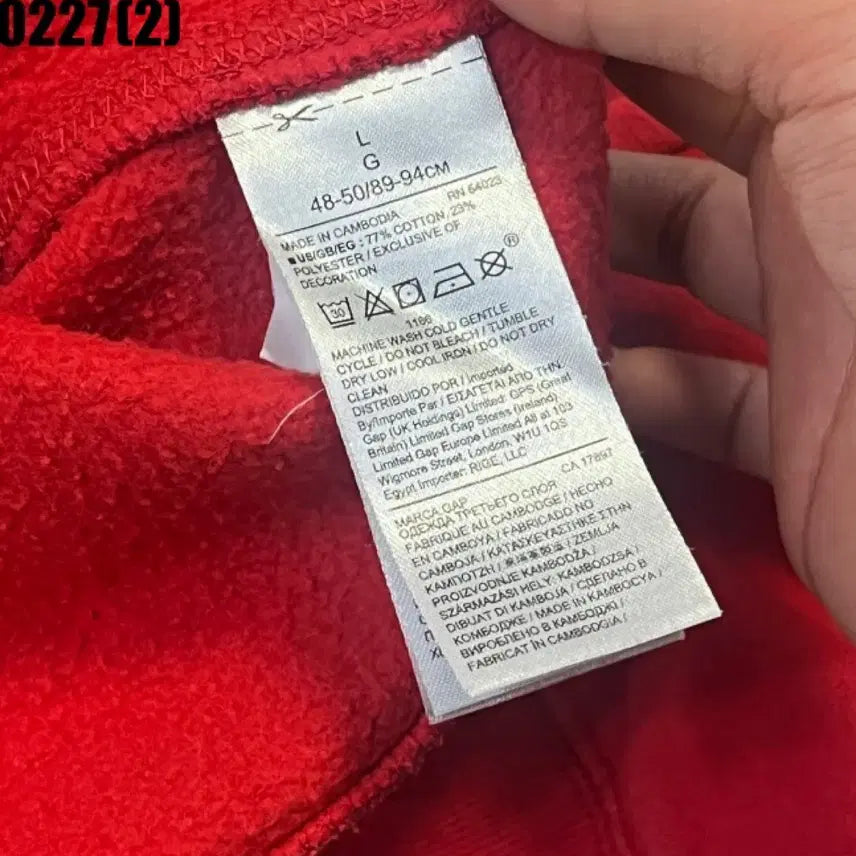 0227(2)
L
G
48-50/89-94CM
RN 54023
MADE IN CAMBODIA
■US/GB/EG : 77% COTTON, 23%
POLYESTER / EXCLUSIVE OF
DECORATION
30
®
1166
MACHINE WASH COLD GENTLE
CYCLE / DO NOT BLEACH / TUMBLE
DRY LOW / COOL IRON / DO NOT DRY
CLEAN
DISTRIBUIDO POR / Imported
By/Importe Par / ΕΙΣΑΓΕΤΑΙ ΑΠΟ ΤΗΝ
Gap (UK Holdings) Limited: GPS (Great
Britain) Limited Gap Stores (Ireland)
Limited Gap Europe Limited All at 103
Wigmore Street, London, W1U 1QS
Egypt Importer: RIGE, LLC
CA 17897
MARCA GAP
ОДЕЖДА ТРЕТЬЕГО СЛОЯ
FABRIQUÉ AU CAMBODGE / HECHO
EN CAMBOYA / FABRICADO NO
CAMBOJA / ΚΑΤΑΣΚΕΥΑΣΤΗΚΕ ΣΤΗΝ
ΚΑΜΠΟΤΖΗ / ZEMLJA
PROIZVODNJE KAMBODŽA /
SZÁRMAZÁSI HELY: KAMBODZSA /
DIBUAT DI KAMBOJA / СДЕЛАНО В
КОМБОДЖЕ / MADE IN KAMBOÇYA /
ВИРОБЛЕНО В КАМБОДЖІ /
FABRICAT ÎN CAMBODGIA /